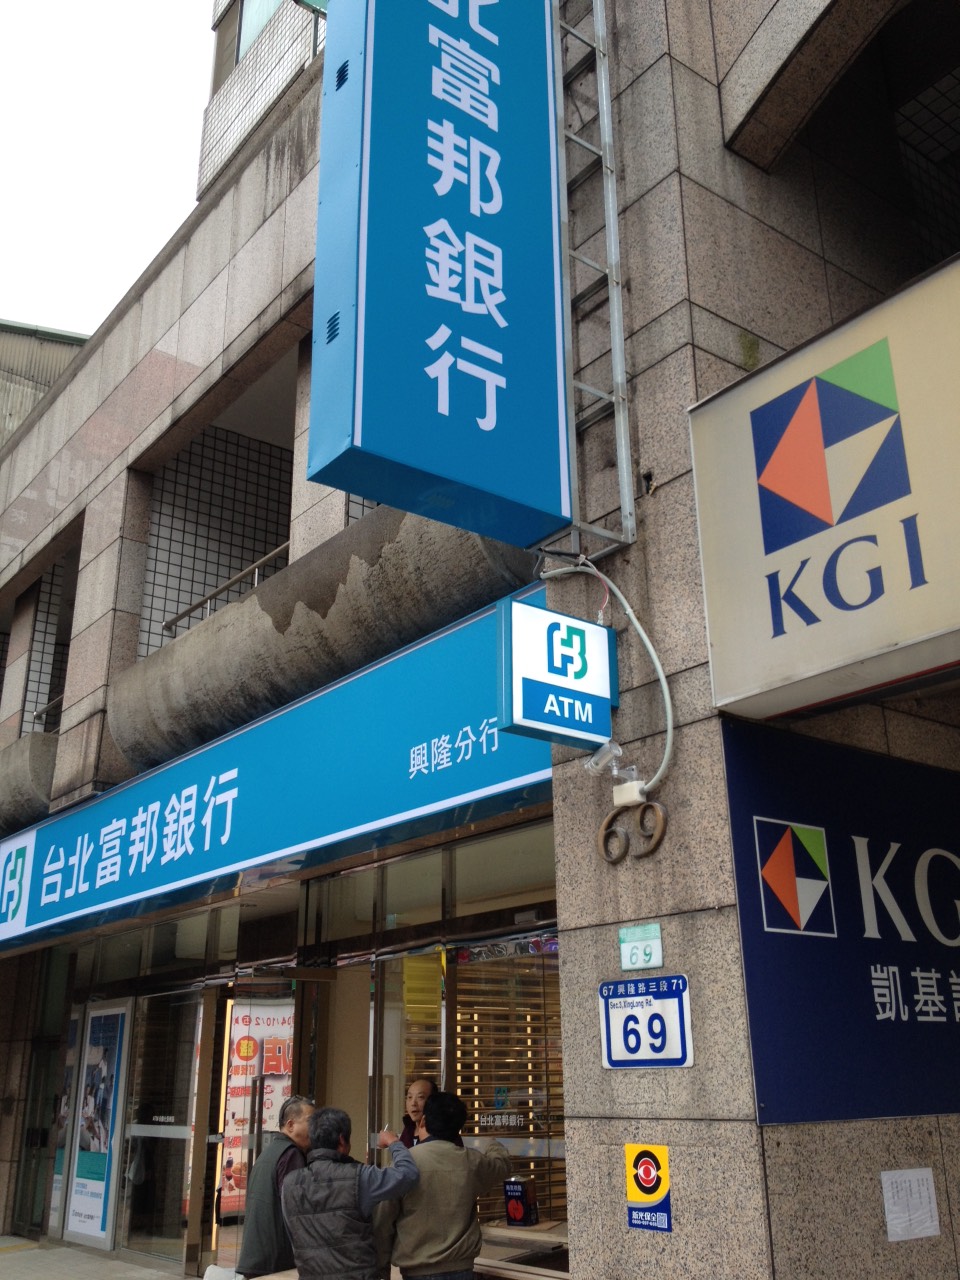 北富邦銀行
KGI
ATM
興隆分行
台北富邦銀行
69
69
67 興隆路三段 71
Sec.3,XingLong Rd.
69
KG
凱基
台北富邦銀行
新光保全